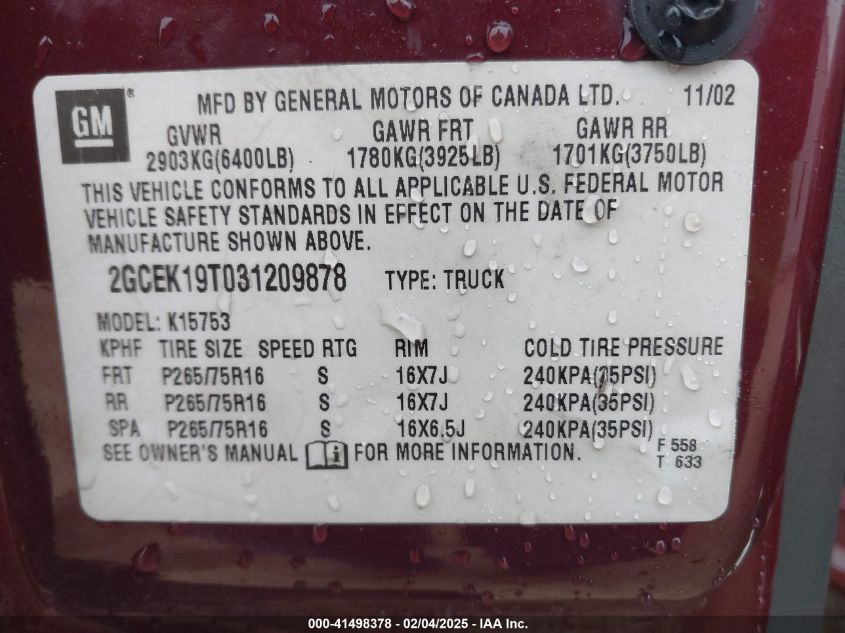 GM®
MFD BY GENERAL MOTORS OF CANADA LTD. 11/02
GVWR GAWR FRT GAWR RR
2903KG(6400LB) 1780KG(3925LB) 1701KG(3750LB)
THIS VEHICLE CONFORMS TO ALL APPLICABLE U.S. FEDERAL MOTOR
VEHICLE SAFETY STANDARDS IN EFFECT ON THE DATE OF
MANUFACTURE SHOWN ABOVE.
2GCEK19T031209878 TYPE: TRUCK
MODEL: K15753
KPHF TIRE SIZE SPEED RTG RIM COLD TIRE PRESSURE
FRT P265/75R16 S 16X7J 240KPA(35PSI)
RR P265/75R16 S 16X7J 240KPA(35PSI)
SPA P265/75R16 S 16X6.5J 240KPA(35PSI)
SEE OWNER'S MANUAL FOR MORE INFORMATION.
F 558
T 633
000-41498378 - 02/04/2025 - IAA, Inc.